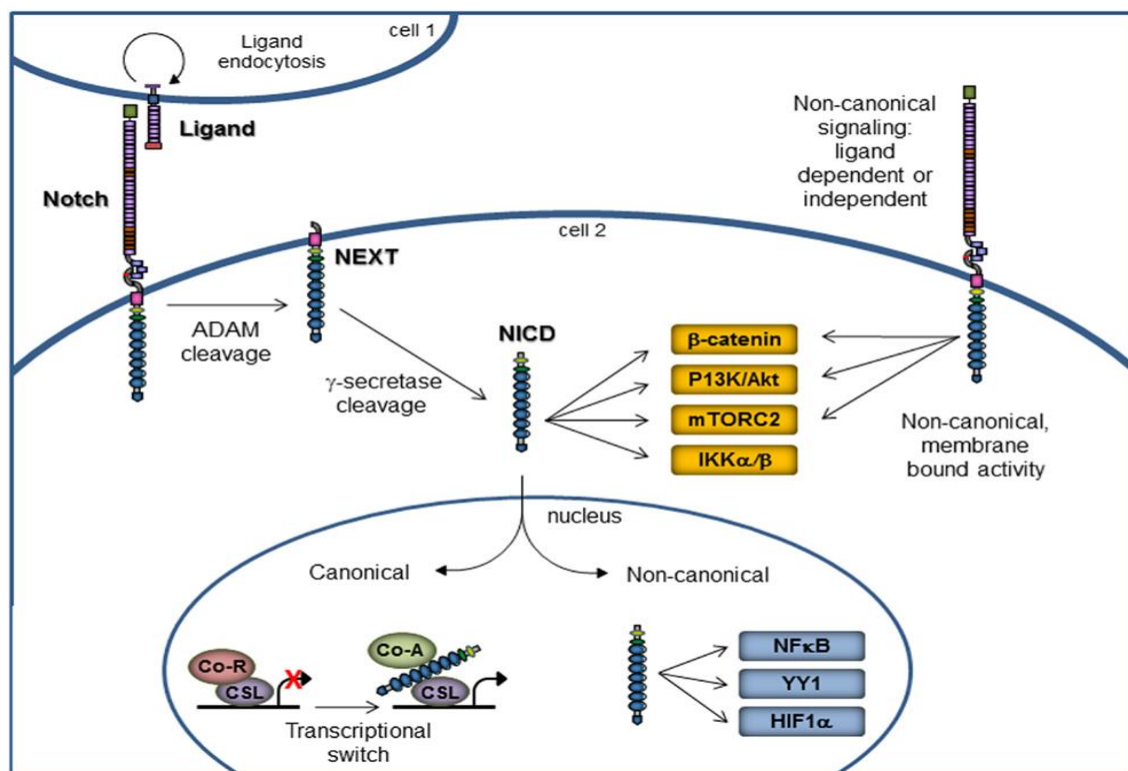 cell 1
Ligand
endocytosis
Ligand
Notch
Non-canonical
signaling:
ligand
dependent or
independent
cell 2
NEXT
ADAM
cleavage
γ-secretase
cleavage
NICD
β-catenin
P13K/Akt
mTORC2
IKKα/β
Non-canonical,
membrane
bound activity
nucleus
Canonical
Non-canonical
Co-R
CSL
X
Transcriptional
switch
Co-A
CSL
NFκB
YY1
HIF1α